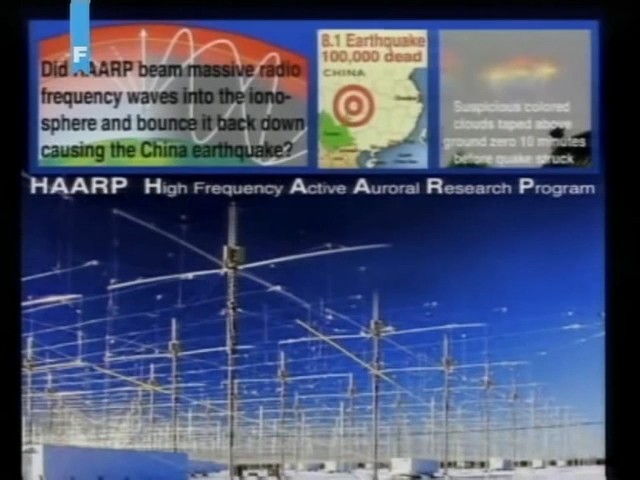 F
Did HAARP beam massive radio
frequency waves into the iono-
sphere and bounce it back down
causing the China earthquake?
8.1 Earthquake
100,000 dead
CHINA
Suspicious colored
clouds taped above
ground zero 10 minutes
before quake struck
HAARP High Frequency Active Auroral Research Program